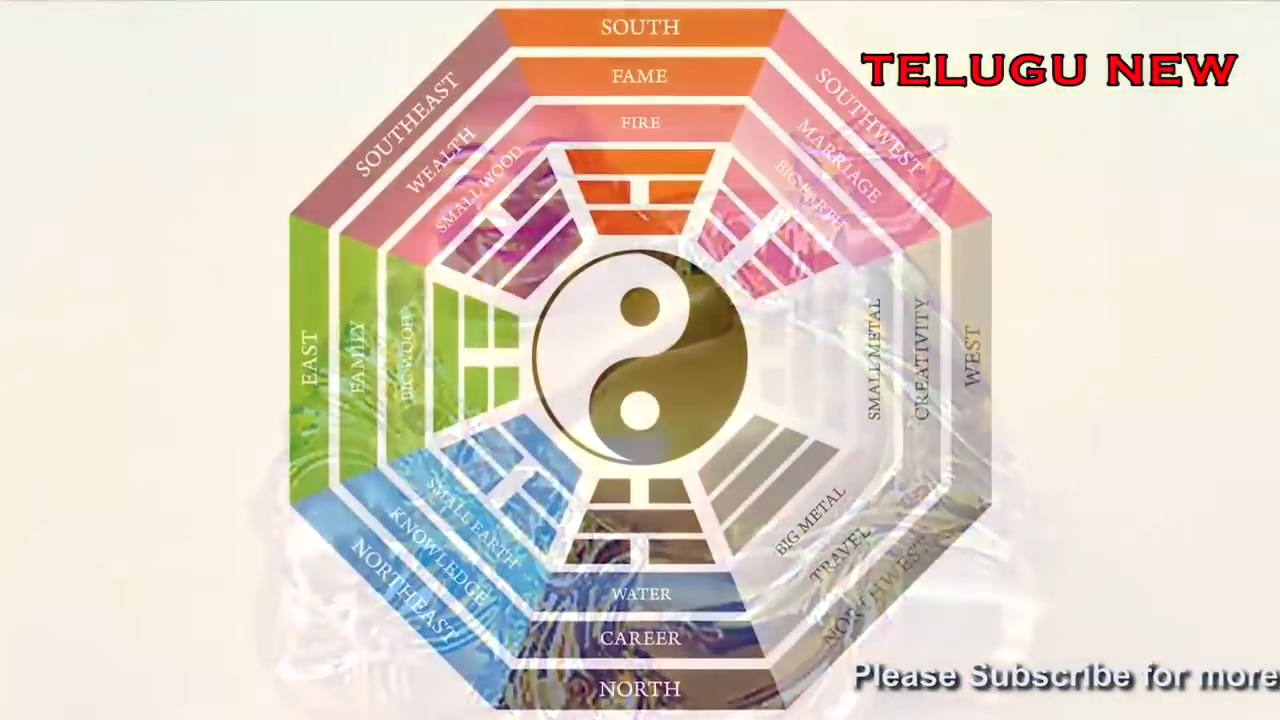 SOUTH
FAME
FIRE
TELUGU NEW
SOUTHEAST
WEALTH
SMALL WOOD
SOUTHWEST
MARRIAGE
BIG EARTH
EAST
FAMILY
BIG WOOD
SMALL METAL
CREATIVITY
WEST
SMALL EARTH
KNOWLEDGE
NORTHEAST
BIG METAL
TRAVEL
NORTHWEST
WATER
CAREER
NORTH
Please Subscribe for more